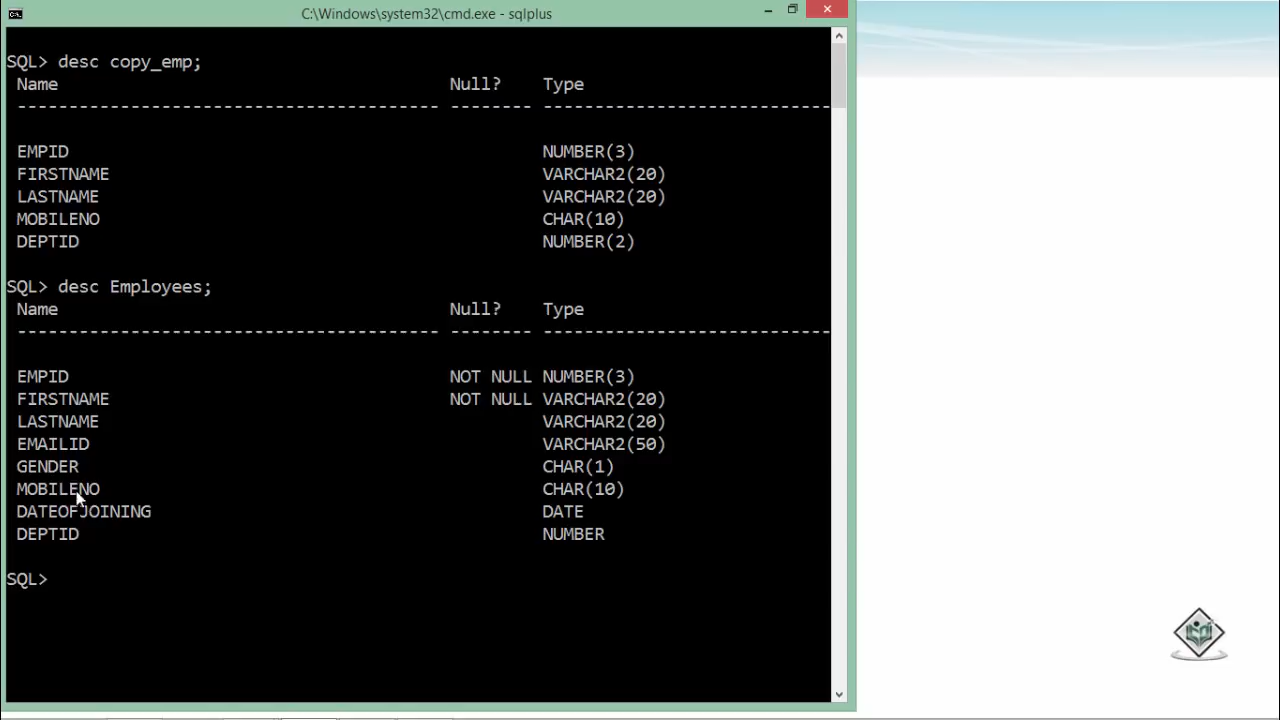 C:\Windows\system32\cmd.exe - sqlplus
SQL> desc copy_emp;
Name Null? Type
----------------------------------------- -------- ----------------------------
EMPID NUMBER(3)
FIRSTNAME VARCHAR2(20)
LASTNAME VARCHAR2(20)
MOBILENO CHAR(10)
DEPTID NUMBER(2)
SQL> desc Employees;
Name Null? Type
----------------------------------------- -------- ----------------------------
EMPID NOT NULL NUMBER(3)
FIRSTNAME NOT NULL VARCHAR2(20)
LASTNAME VARCHAR2(20)
EMAILID VARCHAR2(50)
GENDER CHAR(1)
MOBILENO CHAR(10)
DATEOFJOINING DATE
DEPTID NUMBER
SQL>